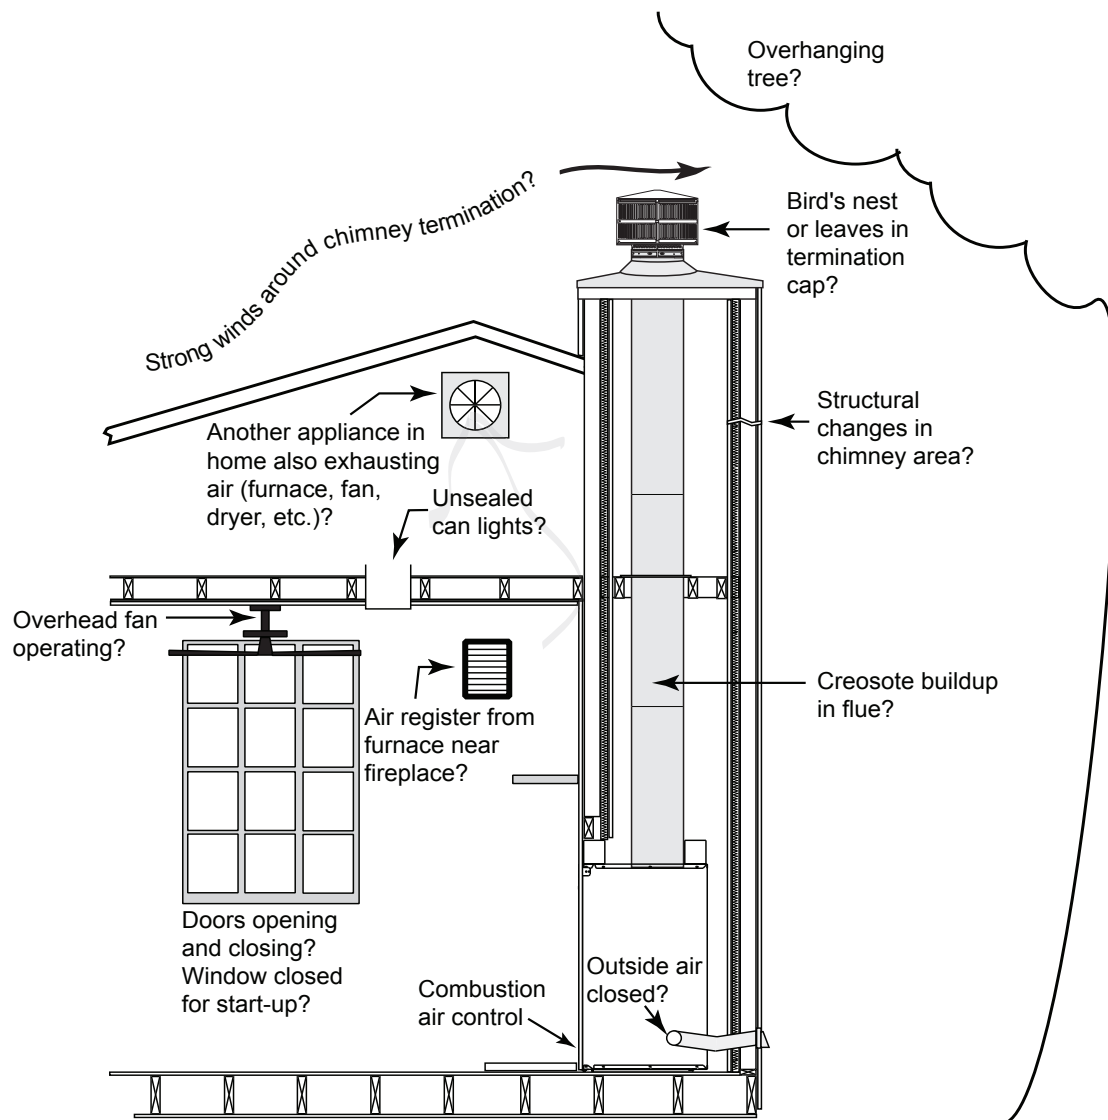 Overhanging
tree?
Strong winds around chimney termination?
Bird's nest
or leaves in
termination
cap?
Structural
changes in
chimney area?
Another appliance in
home also exhausting
air (furnace, fan,
dryer, etc.)?
Unsealed
can lights?
Overhead fan
operating?
Air register from
furnace near
fireplace?
Creosote buildup
in flue?
Doors opening
and closing?
Window closed
for start-up?
Combustion
air control
Outside air
closed?